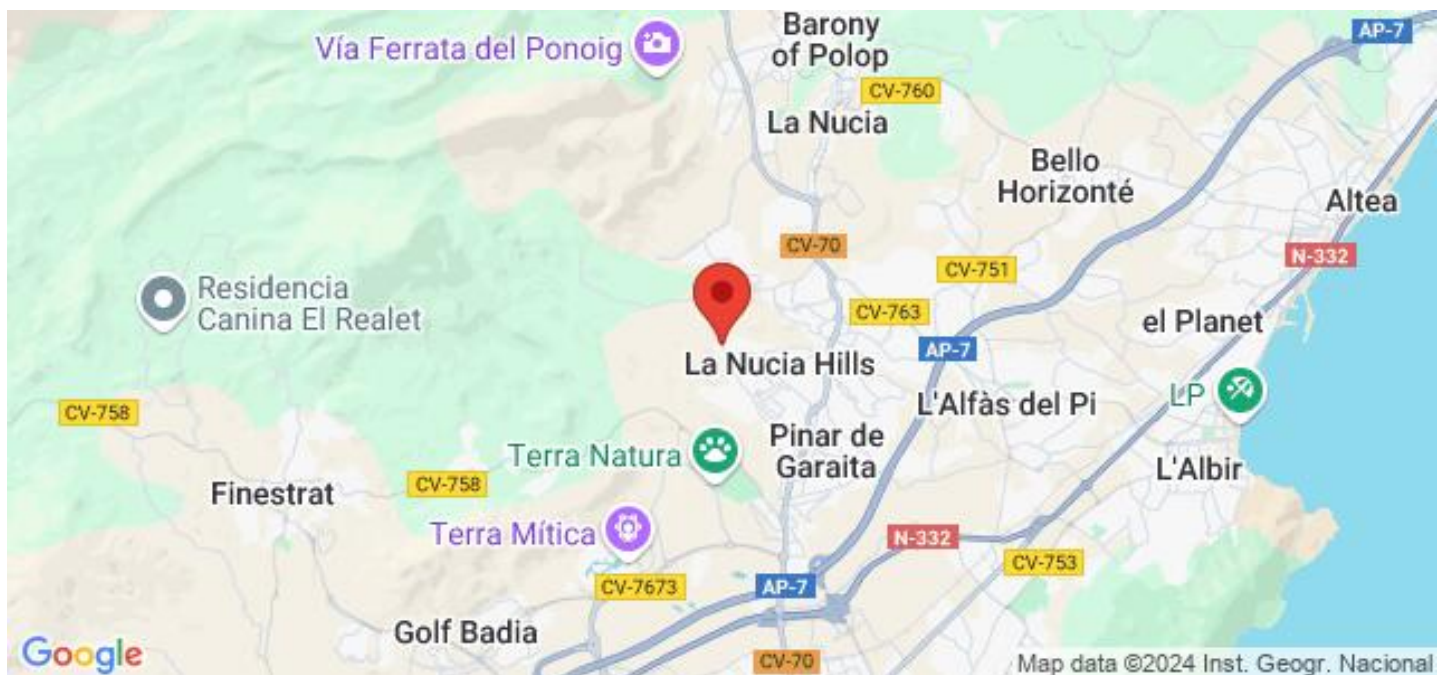 Barony
of Polop
AP-7
Vía Ferrata del Ponoig
CV-760
La Nucia
Bello
Horizonté
Altea
CV-70
N-332
CV-751
Residencia
Canina El Realet
CV-763
el Planet
AP-7
La Nucia Hills
LP
L'Alfàs del Pi
CV-758
Terra Natura
Pinar de
Garaita
L'Albir
Finestrat
CV-758
Terra Mítica
N-332
CV-753
CV-7673
AP-7
Golf Badia
Google
CV-70
Map data ©2024 Inst. Geogr. Nacional